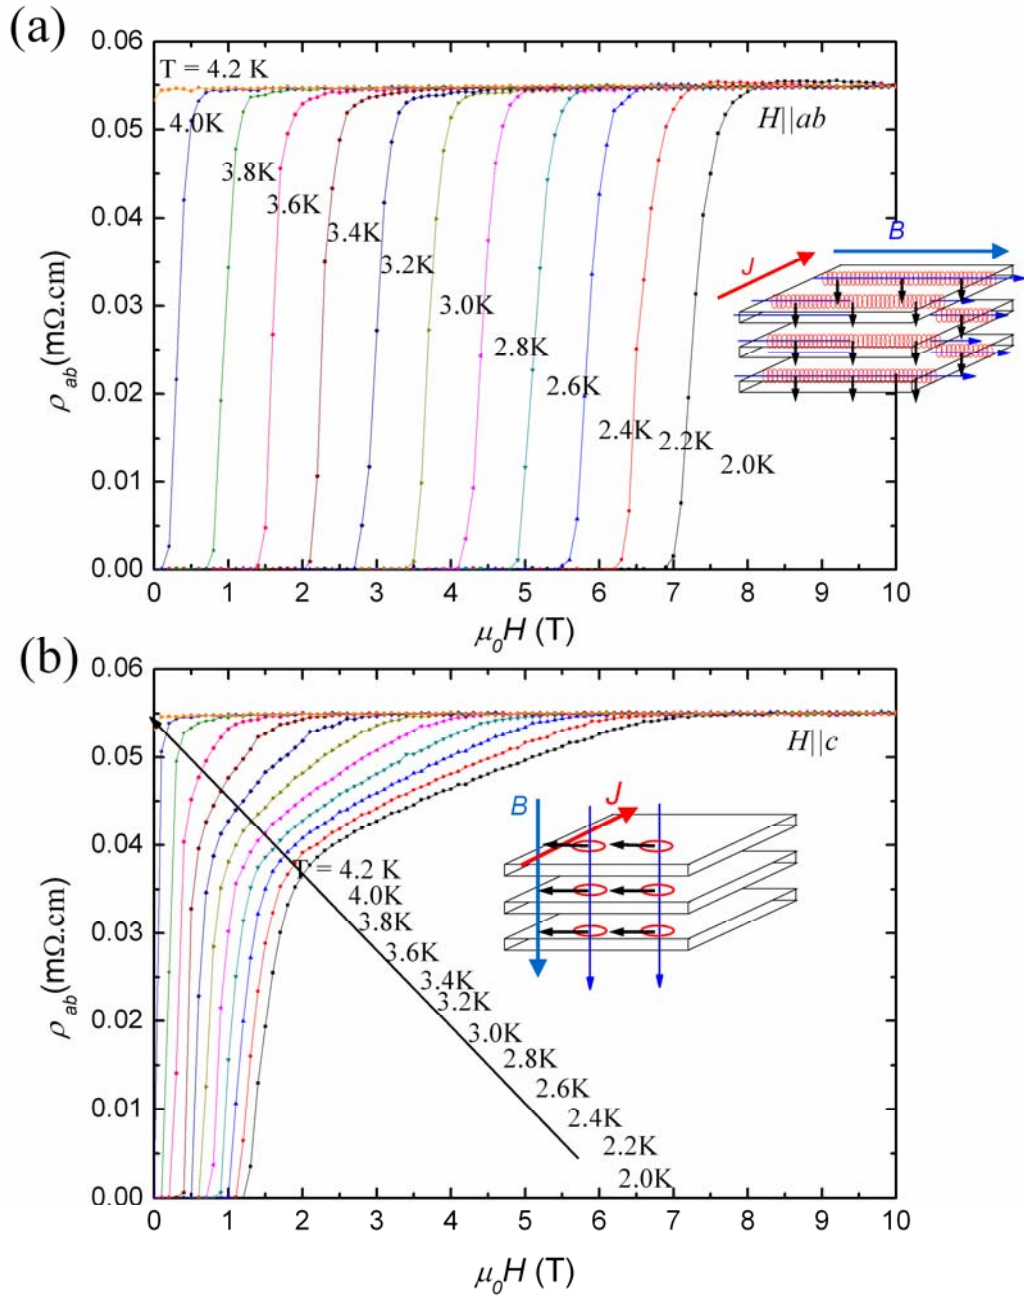 (a)
0.06
0.05
0.04
0.03
0.02
0.01
0.00
ρab(mΩ.cm)
T = 4.2 K
4.0K
3.8K
3.6K
3.4K
3.2K
3.0K
2.8K
2.6K
2.4K
2.2K
2.0K
H||ab
B
J
0 1 2 3 4 5 6 7 8 9 10
μ0H (T)
(b)
0.06
0.05
0.04
0.03
0.02
0.01
0.00
ρab(mΩ.cm)
H||c
B
J
T = 4.2 K
4.0K
3.8K
3.6K
3.4K
3.2K
3.0K
2.8K
2.6K
2.4K
2.2K
2.0K
0 1 2 3 4 5 6 7 8 9 10
μ0H (T)